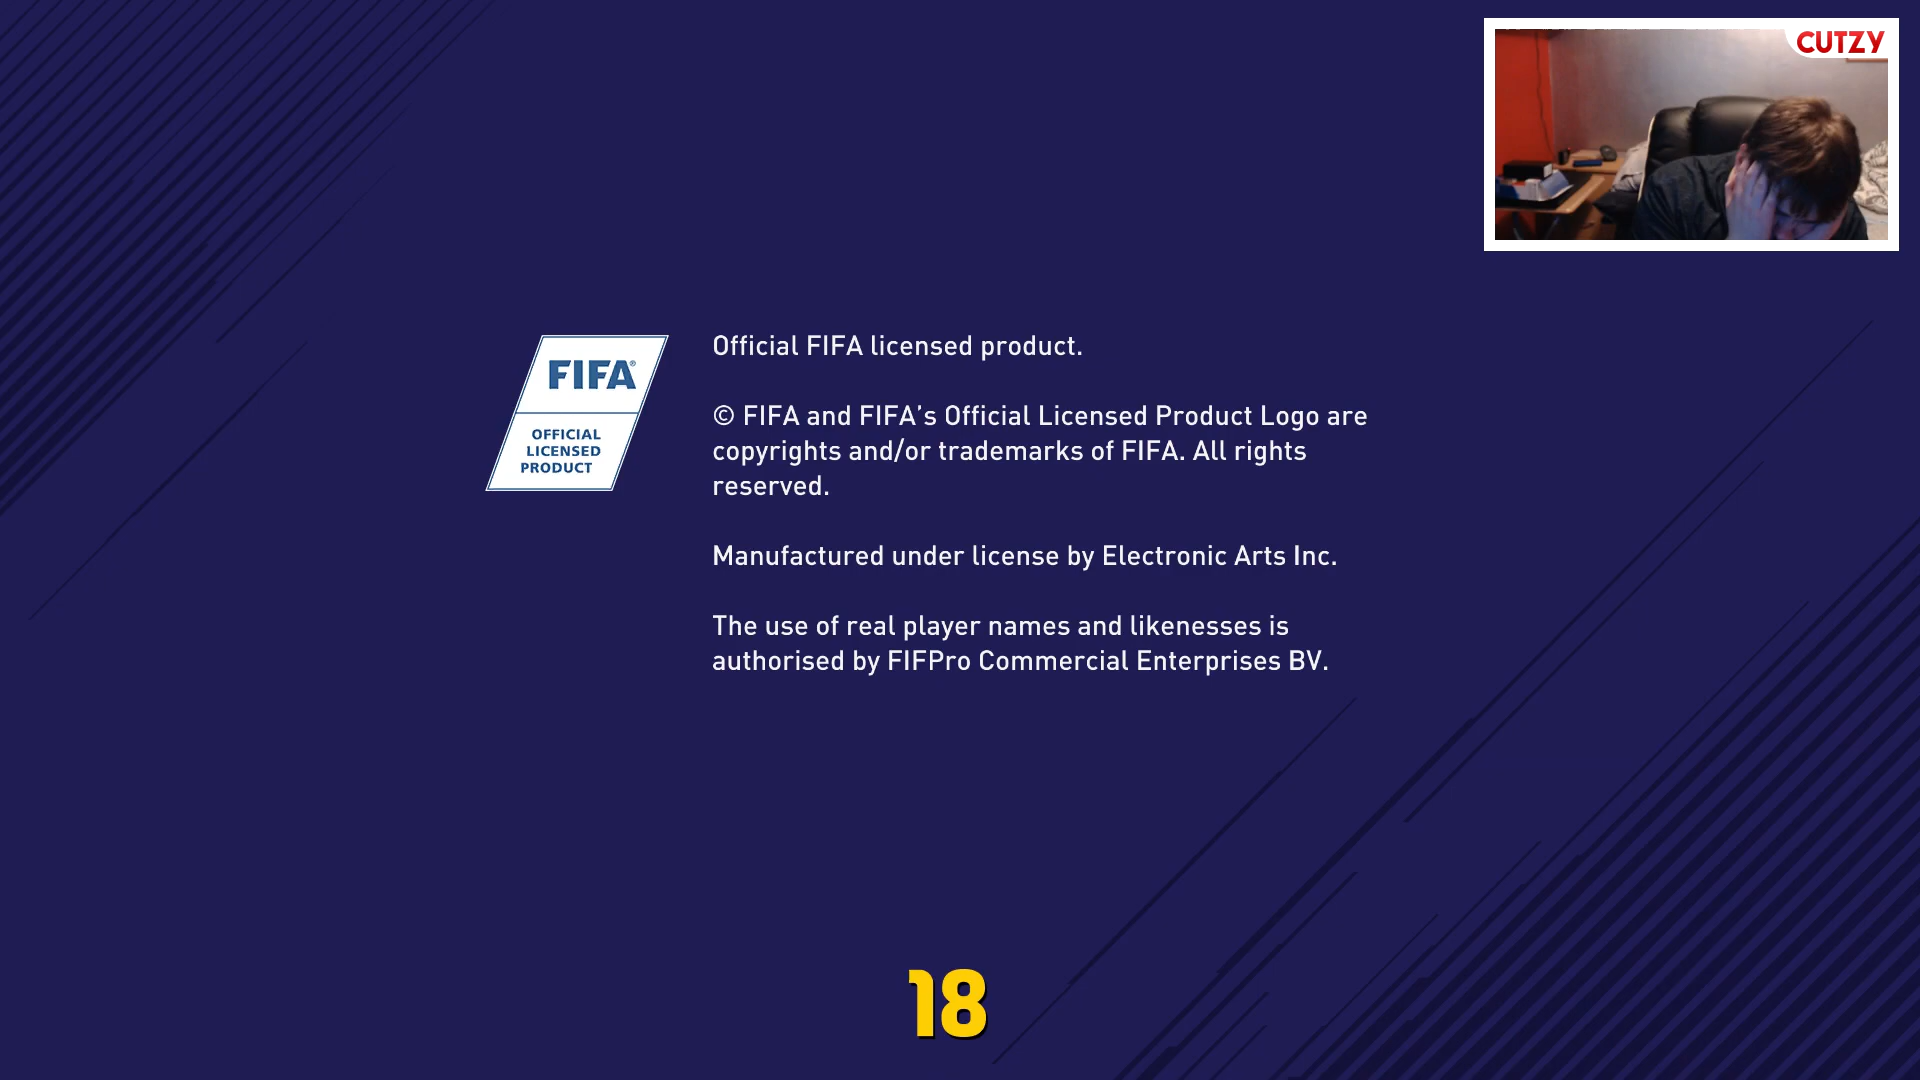 CUTZY
FIFA®
OFFICIAL
LICENSED
PRODUCT
Official FIFA licensed product.
© FIFA and FIFA’s Official Licensed Product Logo are
copyrights and/or trademarks of FIFA. All rights
reserved.
Manufactured under license by Electronic Arts Inc.
The use of real player names and likenesses is
authorised by FIFPro Commercial Enterprises BV.
18